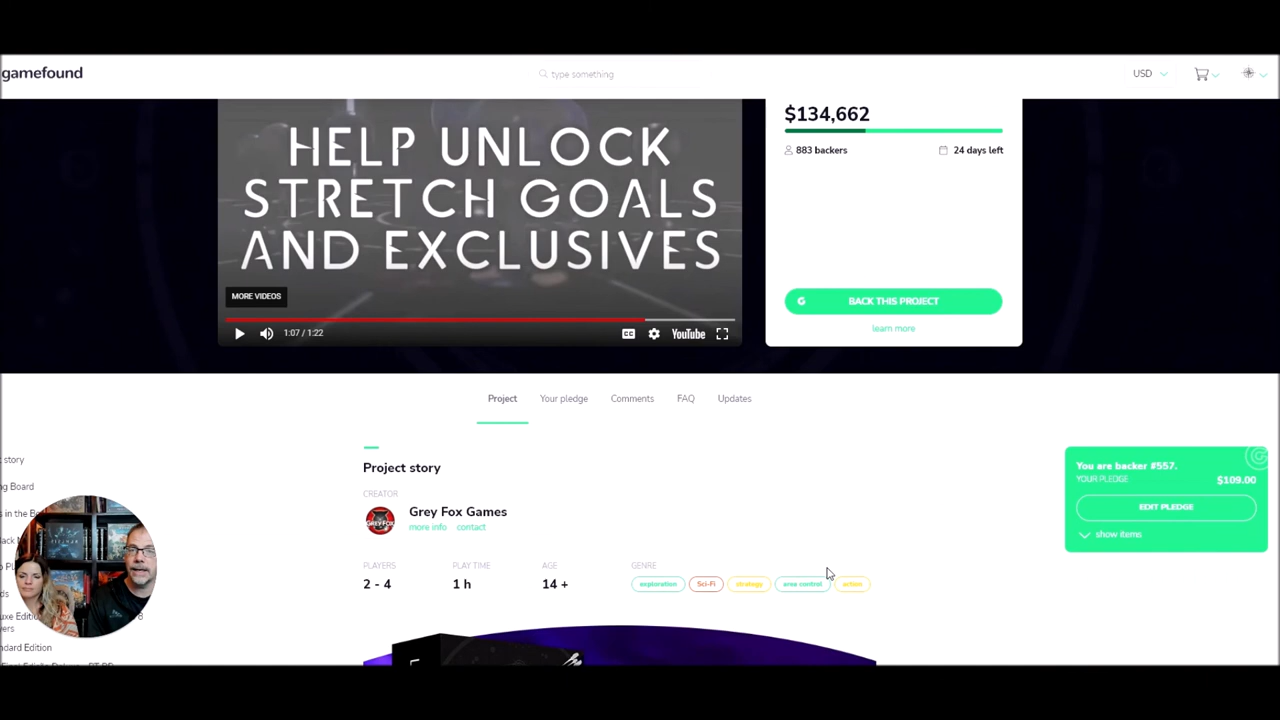 gamefound
type something
USD
HELP UNLOCK
STRETCH GOALS
AND EXCLUSIVES
MORE VIDEOS
1:07 / 1:22
CC
YouTube
$134,662
883 backers
24 days left
G BACK THIS PROJECT
learn more
Project
Your pledge
Comments
FAQ
Updates
story
Project story
CREATOR
GREY FOX
Grey Fox Games
more info
contact
PLAYERS
2 - 4
PLAY TIME
1 h
AGE
14 +
GENRE
exploration
Sci-Fi
strategy
area control
action
You are backer #557.
YOUR PLEDGE
$109.00
EDIT PLEDGE
show items